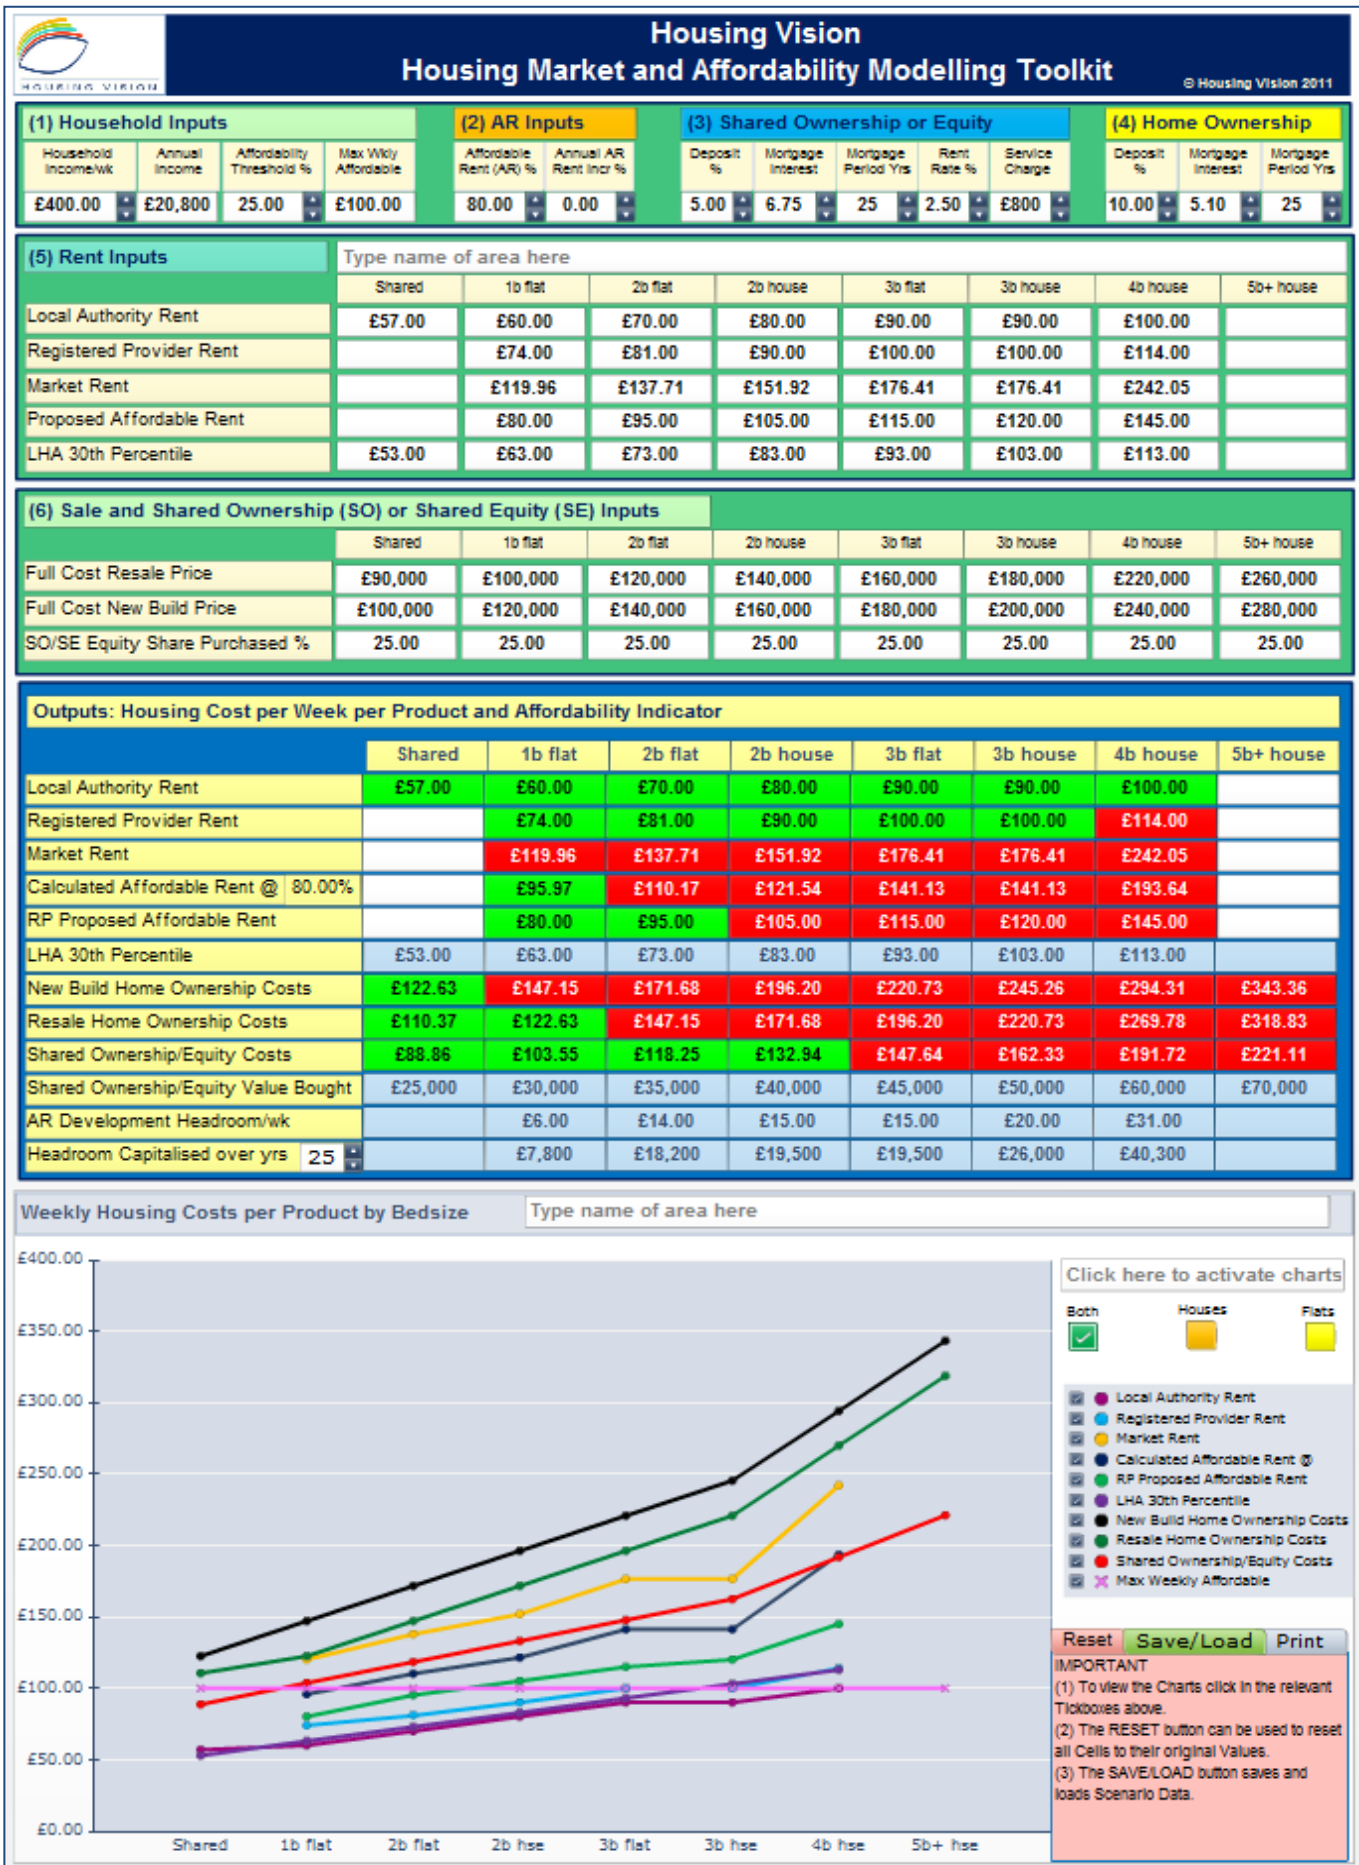 Housing Vision
Housing Market and Affordability Modelling Toolkit
© Housing Vision 2011
HOUSING VISION
(1) Household Inputs (2) AR Inputs (3) Shared Ownership or Equity (4) Home Ownership
Household Income/wk Annual Income Affordability Threshold % Max Wkly Affordable Affordable Rent (AR) % Annual AR Rent Incr % Deposit % Mortgage Interest Mortgage Period Yrs Rent Rate % Service Charge Deposit % Mortgage Interest Mortgage Period Yrs
£400.00 £20,800 25.00 £100.00 80.00 0.00 5.00 6.75 25 2.50 £800 10.00 5.10 25
(5) Rent Inputs Type name of area here
Shared 1b flat 2b flat 2b house 3b flat 3b house 4b house 5b+ house
Local Authority Rent £57.00 £60.00 £70.00 £80.00 £90.00 £90.00 £100.00
Registered Provider Rent £74.00 £81.00 £90.00 £100.00 £100.00 £114.00
Market Rent £119.96 £137.71 £151.92 £176.41 £176.41 £242.05
Proposed Affordable Rent £80.00 £95.00 £105.00 £115.00 £120.00 £145.00
LHA 30th Percentile £53.00 £63.00 £73.00 £83.00 £93.00 £103.00 £113.00
(6) Sale and Shared Ownership (SO) or Shared Equity (SE) Inputs
Shared 1b flat 2b flat 2b house 3b flat 3b house 4b house 5b+ house
Full Cost Resale Price £90,000 £100,000 £120,000 £140,000 £160,000 £180,000 £220,000 £260,000
Full Cost New Build Price £100,000 £120,000 £140,000 £160,000 £180,000 £200,000 £240,000 £280,000
SO/SE Equity Share Purchased % 25.00 25.00 25.00 25.00 25.00 25.00 25.00 25.00
Outputs: Housing Cost per Week per Product and Affordability Indicator
Shared 1b flat 2b flat 2b house 3b flat 3b house 4b house 5b+ house
Local Authority Rent £57.00 £60.00 £70.00 £80.00 £90.00 £90.00 £100.00
Registered Provider Rent £74.00 £81.00 £90.00 £100.00 £100.00 £114.00
Market Rent £119.96 £137.71 £151.92 £176.41 £176.41 £242.05
Calculated Affordable Rent @ 80.00% £95.97 £110.17 £121.54 £141.13 £141.13 £193.64
RP Proposed Affordable Rent £80.00 £95.00 £105.00 £115.00 £120.00 £145.00
LHA 30th Percentile £53.00 £63.00 £73.00 £83.00 £93.00 £103.00 £113.00
New Build Home Ownership Costs £122.63 £147.15 £171.68 £196.20 £220.73 £245.26 £294.31 £343.36
Resale Home Ownership Costs £110.37 £122.63 £147.15 £171.68 £196.20 £220.73 £269.78 £318.83
Shared Ownership/Equity Costs £88.86 £103.55 £118.25 £132.94 £147.64 £162.33 £191.72 £221.11
Shared Ownership/Equity Value Bought £25,000 £30,000 £35,000 £40,000 £45,000 £50,000 £60,000 £70,000
AR Development Headroom/wk £6.00 £14.00 £15.00 £15.00 £20.00 £31.00
Headroom Capitalised over yrs 25 £7,800 £18,200 £19,500 £19,500 £26,000 £40,300
Weekly Housing Costs per Product by Bedsize Type name of area here
£400.00
£350.00
£300.00
£250.00
£200.00
£150.00
£100.00
£50.00
£0.00
Shared 1b flat 2b flat 2b hse 3b flat 3b hse 4b hse 5b+ hse
Click here to activate charts
Both Houses Flats
Local Authority Rent
Registered Provider Rent
Market Rent
Calculated Affordable Rent @
RP Proposed Affordable Rent
LHA 30th Percentile
New Build Home Ownership Costs
Resale Home Ownership Costs
Shared Ownership/Equity Costs
Max Weekly Affordable
Reset Save/Load Print
IMPORTANT
(1) To view the Charts click in the relevant
Tickboxes above.
(2) The RESET button can be used to reset
all Cells to their original Values.
(3) The SAVE/LOAD button saves and
loads Scenario Data.